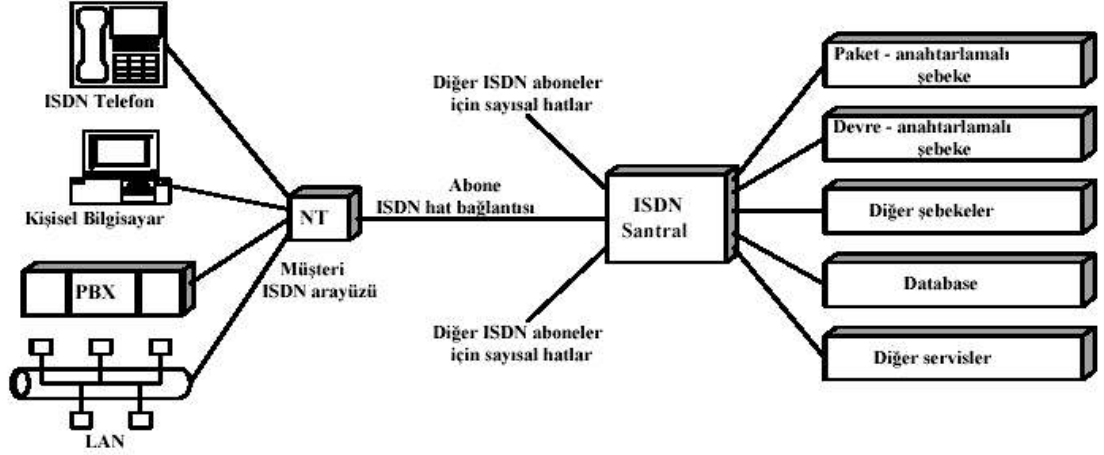 ISDN Telefon
Kişisel Bilgisayar
PBX
LAN
NT
Müşteri
ISDN arayüzü
Abone
ISDN hat bağlantısı
Diğer ISDN aboneler
için sayısal hatlar
Diğer ISDN aboneler
için sayısal hatlar
ISDN
Santral
Paket - anahtarlamalı
şebeke
Devre - anahtarlamalı
şebeke
Diğer şebekeler
Database
Diğer servisler